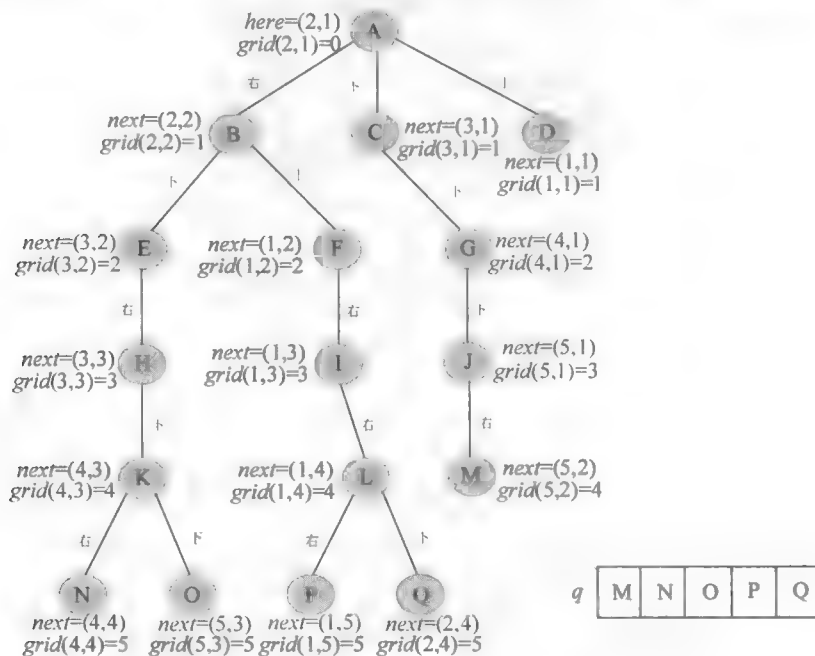 here=(2,1)
grid(2,1)=0
A
右
下
next=(2,2)
grid(2,2)=1
B
C
next=(3,1)
grid(3,1)=1
D
next=(1,1)
grid(1,1)=1
下
下
next=(3,2)
grid(3,2)=2
E
next=(1,2)
grid(1,2)=2
F
G
next=(4,1)
grid(4,1)=2
右
右
下
next=(3,3)
grid(3,3)=3
H
next=(1,3)
grid(1,3)=3
I
J
next=(5,1)
grid(5,1)=3
下
右
右
next=(4,3)
grid(4,3)=4
K
next=(1,4)
grid(1,4)=4
L
M
next=(5,2)
grid(5,2)=4
右
下
右
下
N
O
P
Q
next=(4,4)
grid(4,4)=5
next=(5,3)
grid(5,3)=5
next=(1,5)
grid(1,5)=5
next=(2,4)
grid(2,4)=5
q M N O P Q